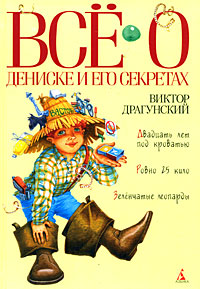 ВСЁ О
ДЕНИСКЕ И ЕГО СЕКРЕТАХ
ВИКТОР
ДРАГУНСКИЙ
Двадцать лет
под кроватью
Ровно 25 кило
Зелёнчатые леопарды